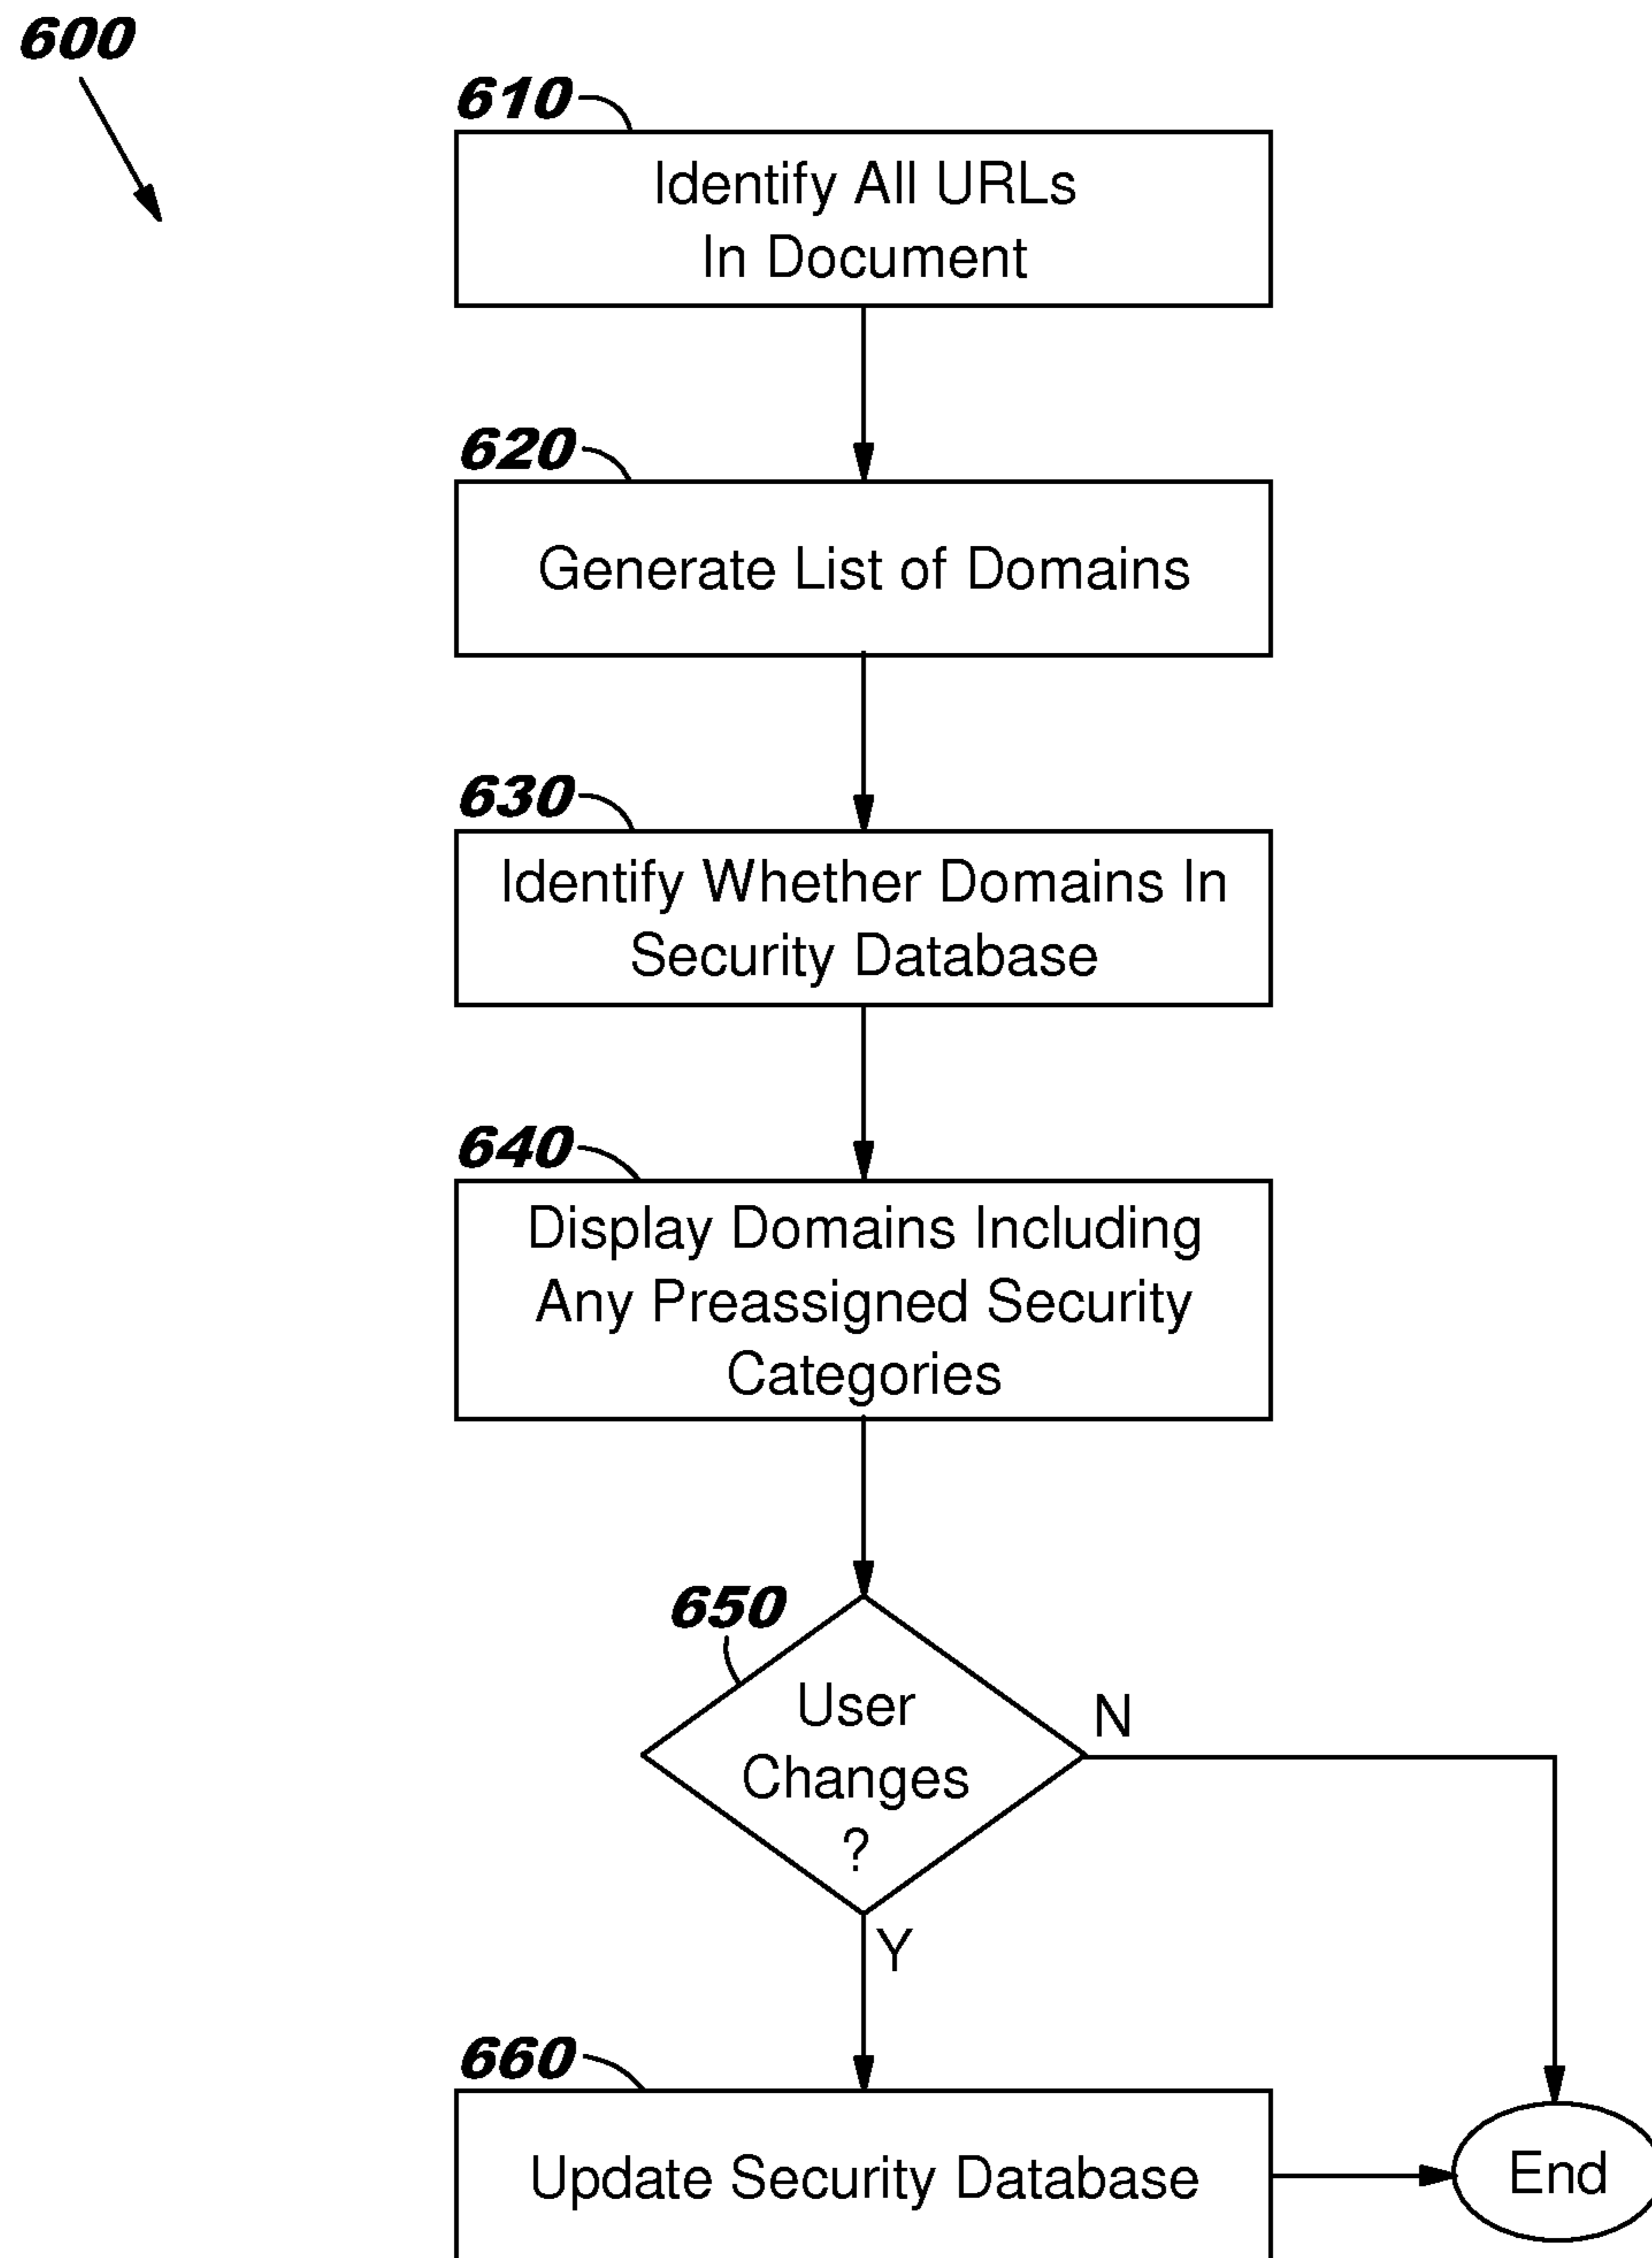 600
610
Identify All URLs
In Document
620
Generate List of Domains
630
Identify Whether Domains In
Security Database
640
Display Domains Including
Any Preassigned Security
Categories
650
User
Changes
?
N
Y
660
Update Security Database
End